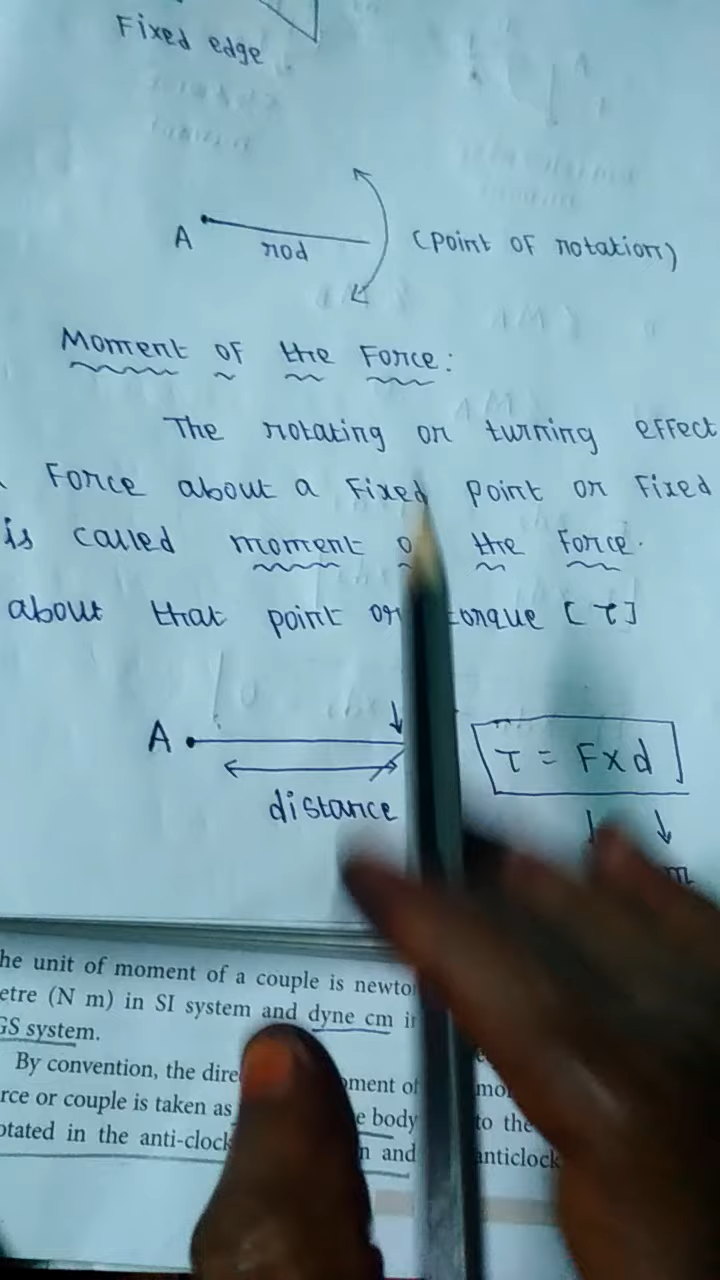 Fixed edge
A
rod
(Point of rotation)
Moment of the Force:
The rotating or turning effect
Force about a Fixed Point or Fixed
is called moment the Force.
about that point or torque [τ]
A
τ = F x d
distance
m
he unit of moment of a couple is newto
etre (N m) in SI system and dyne cm i
GS system.
By convention, the dire ment of mo
rce or couple is taken as e body to the
otated in the anti-clock n and anticlock